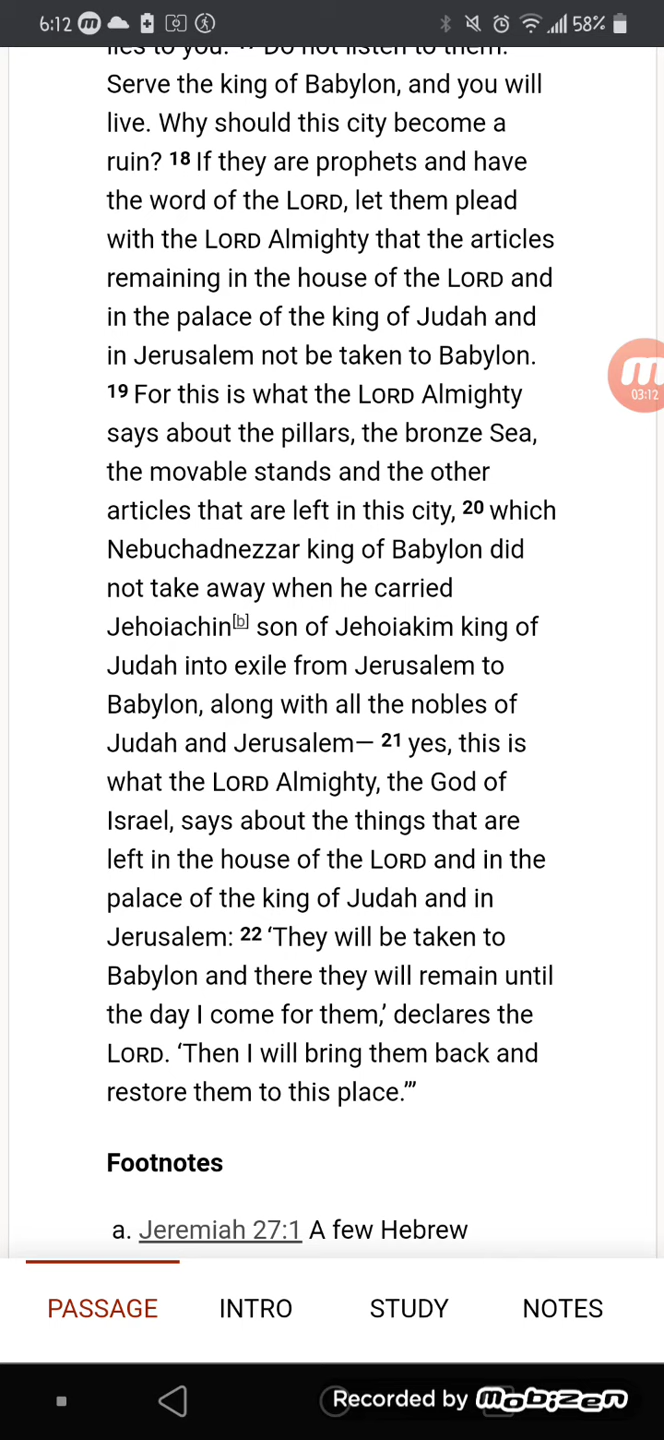 6:12 58%
lies to you. 17 Do not listen to them.
Serve the king of Babylon, and you will
live. Why should this city become a
ruin? 18 If they are prophets and have
the word of the LORD, let them plead
with the LORD Almighty that the articles
remaining in the house of the LORD and
in the palace of the king of Judah and
in Jerusalem not be taken to Babylon.
19 For this is what the LORD Almighty
says about the pillars, the bronze Sea,
the movable stands and the other
articles that are left in this city, 20 which
Nebuchadnezzar king of Babylon did
not take away when he carried
Jehoiachin[b] son of Jehoiakim king of
Judah into exile from Jerusalem to
Babylon, along with all the nobles of
Judah and Jerusalem— 21 yes, this is
what the LORD Almighty, the God of
Israel, says about the things that are
left in the house of the LORD and in the
palace of the king of Judah and in
Jerusalem: 22 ‘They will be taken to
Babylon and there they will remain until
the day I come for them,’ declares the
LORD. ‘Then I will bring them back and
restore them to this place.’”
m
03:12
Footnotes
a. Jeremiah 27:1 A few Hebrew
PASSAGE INTRO STUDY NOTES
Recorded by mobizen